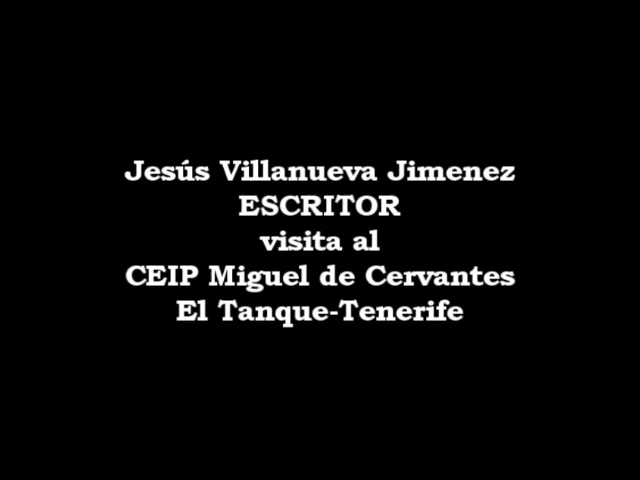 Jesús Villanueva Jimenez
ESCRITOR
visita al
CEIP Miguel de Cervantes
El Tanque-Tenerife